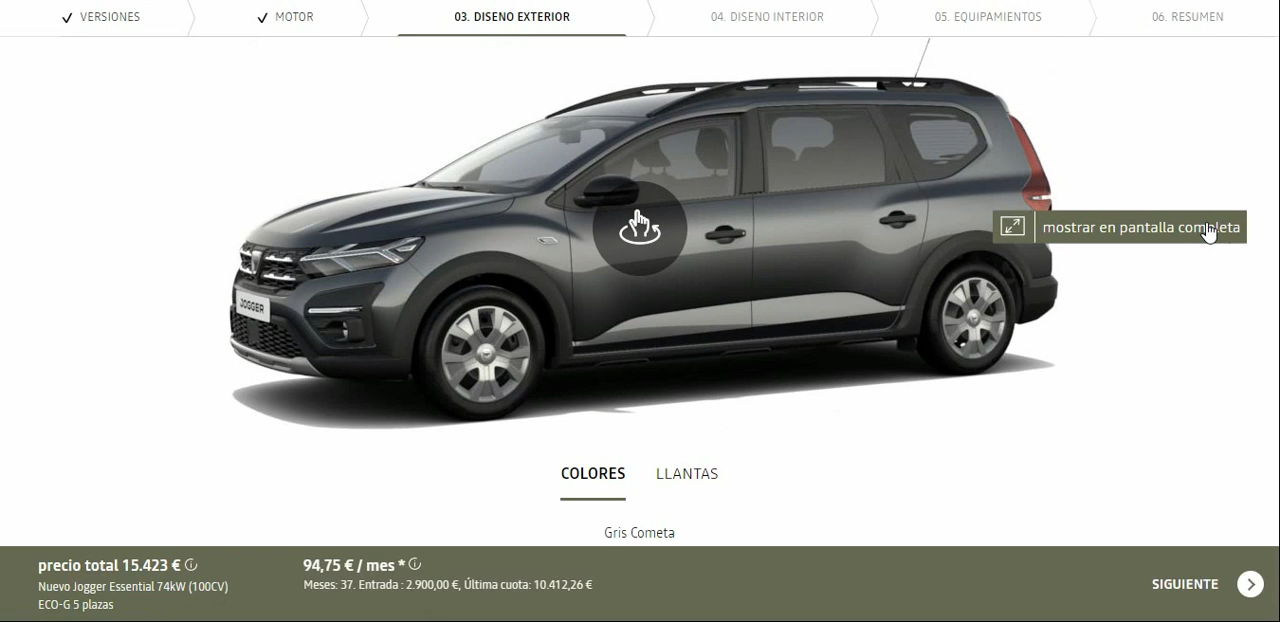 VERSIONES
MOTOR
03. DISENO EXTERIOR
04. DISENO INTERIOR
05. EQUIPAMIENTOS
06. RESUMEN
mostrar en pantalla completa
JOGGER
COLORES
LLANTAS
Gris Cometa
precio total 15.423 €
Nuevo Jogger Essential 74kW (100CV)
ECO-G 5 plazas
94,75 € / mes *
Meses: 37. Entrada : 2.900,00 €, Última cuota: 10.412,26 €
SIGUIENTE